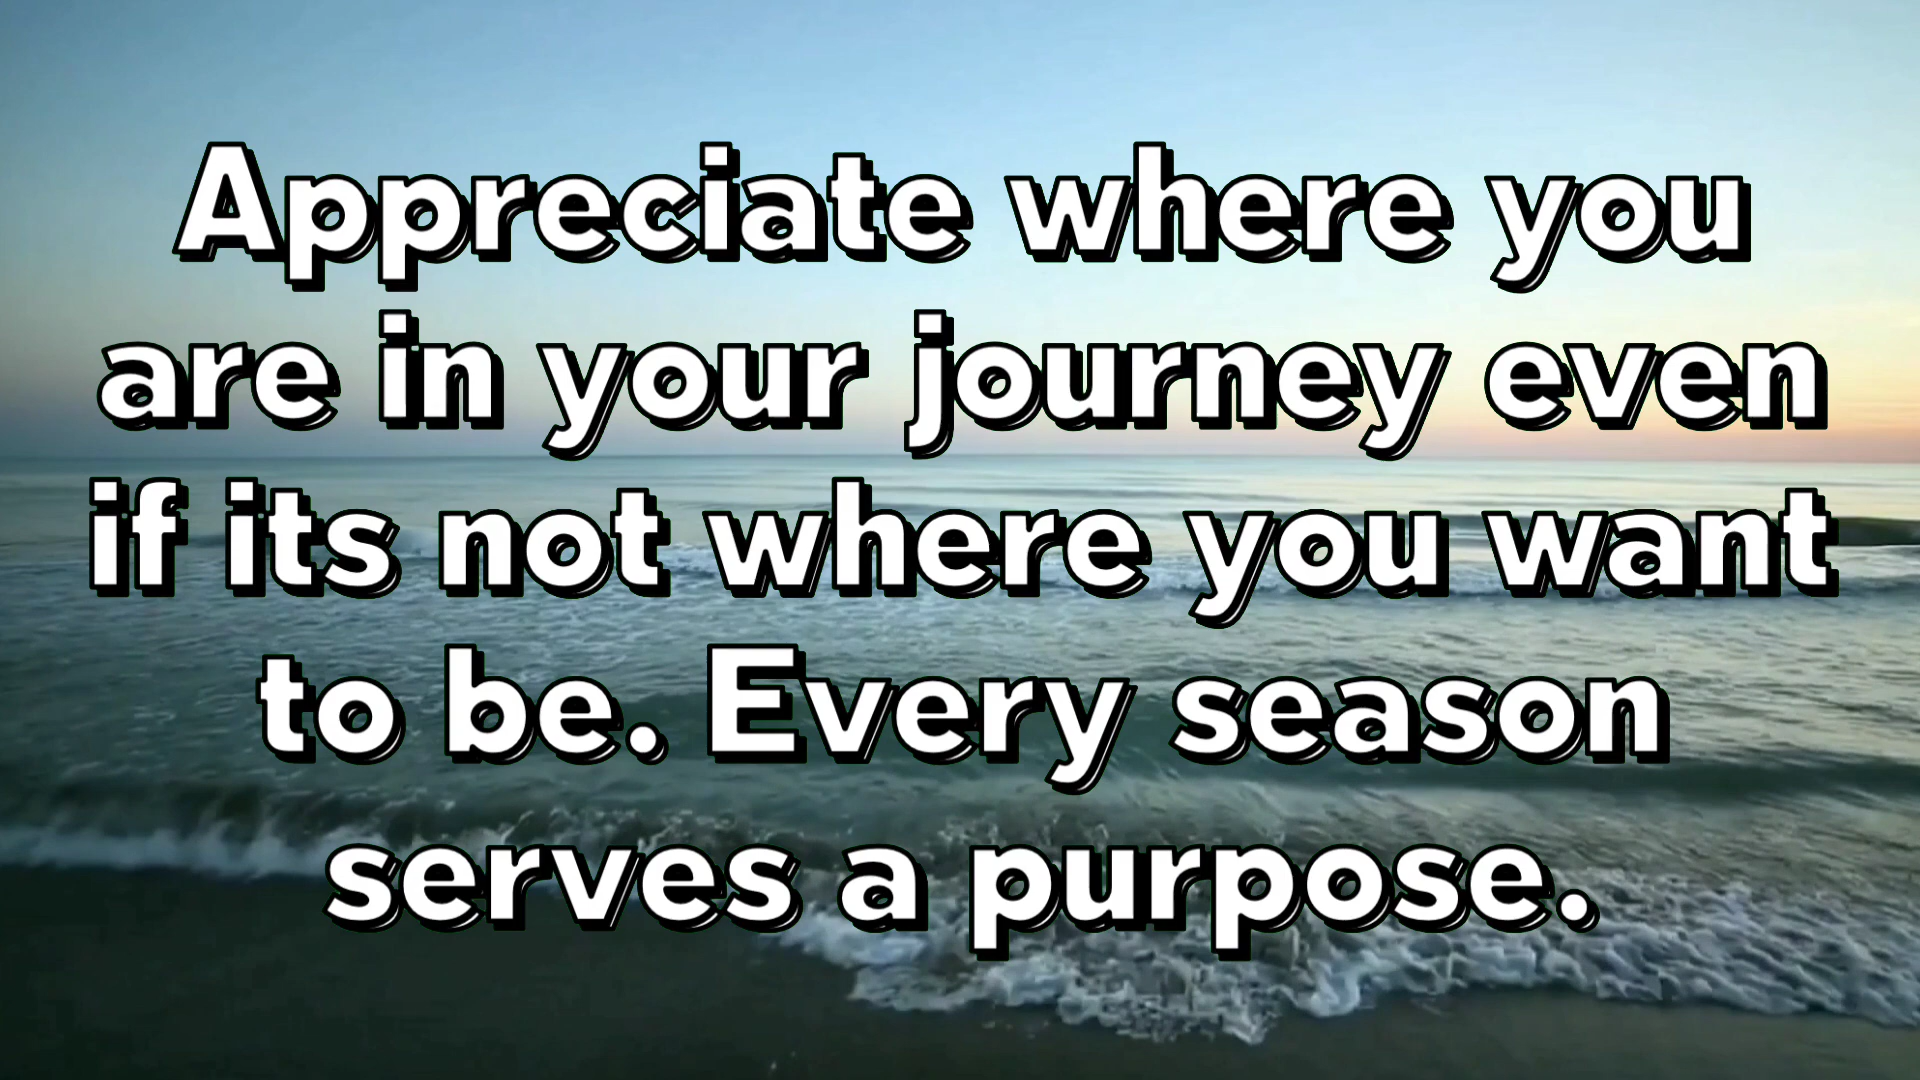 Appreciate where you
are in your journey even
if its not where you want
to be. Every season
serves a purpose.